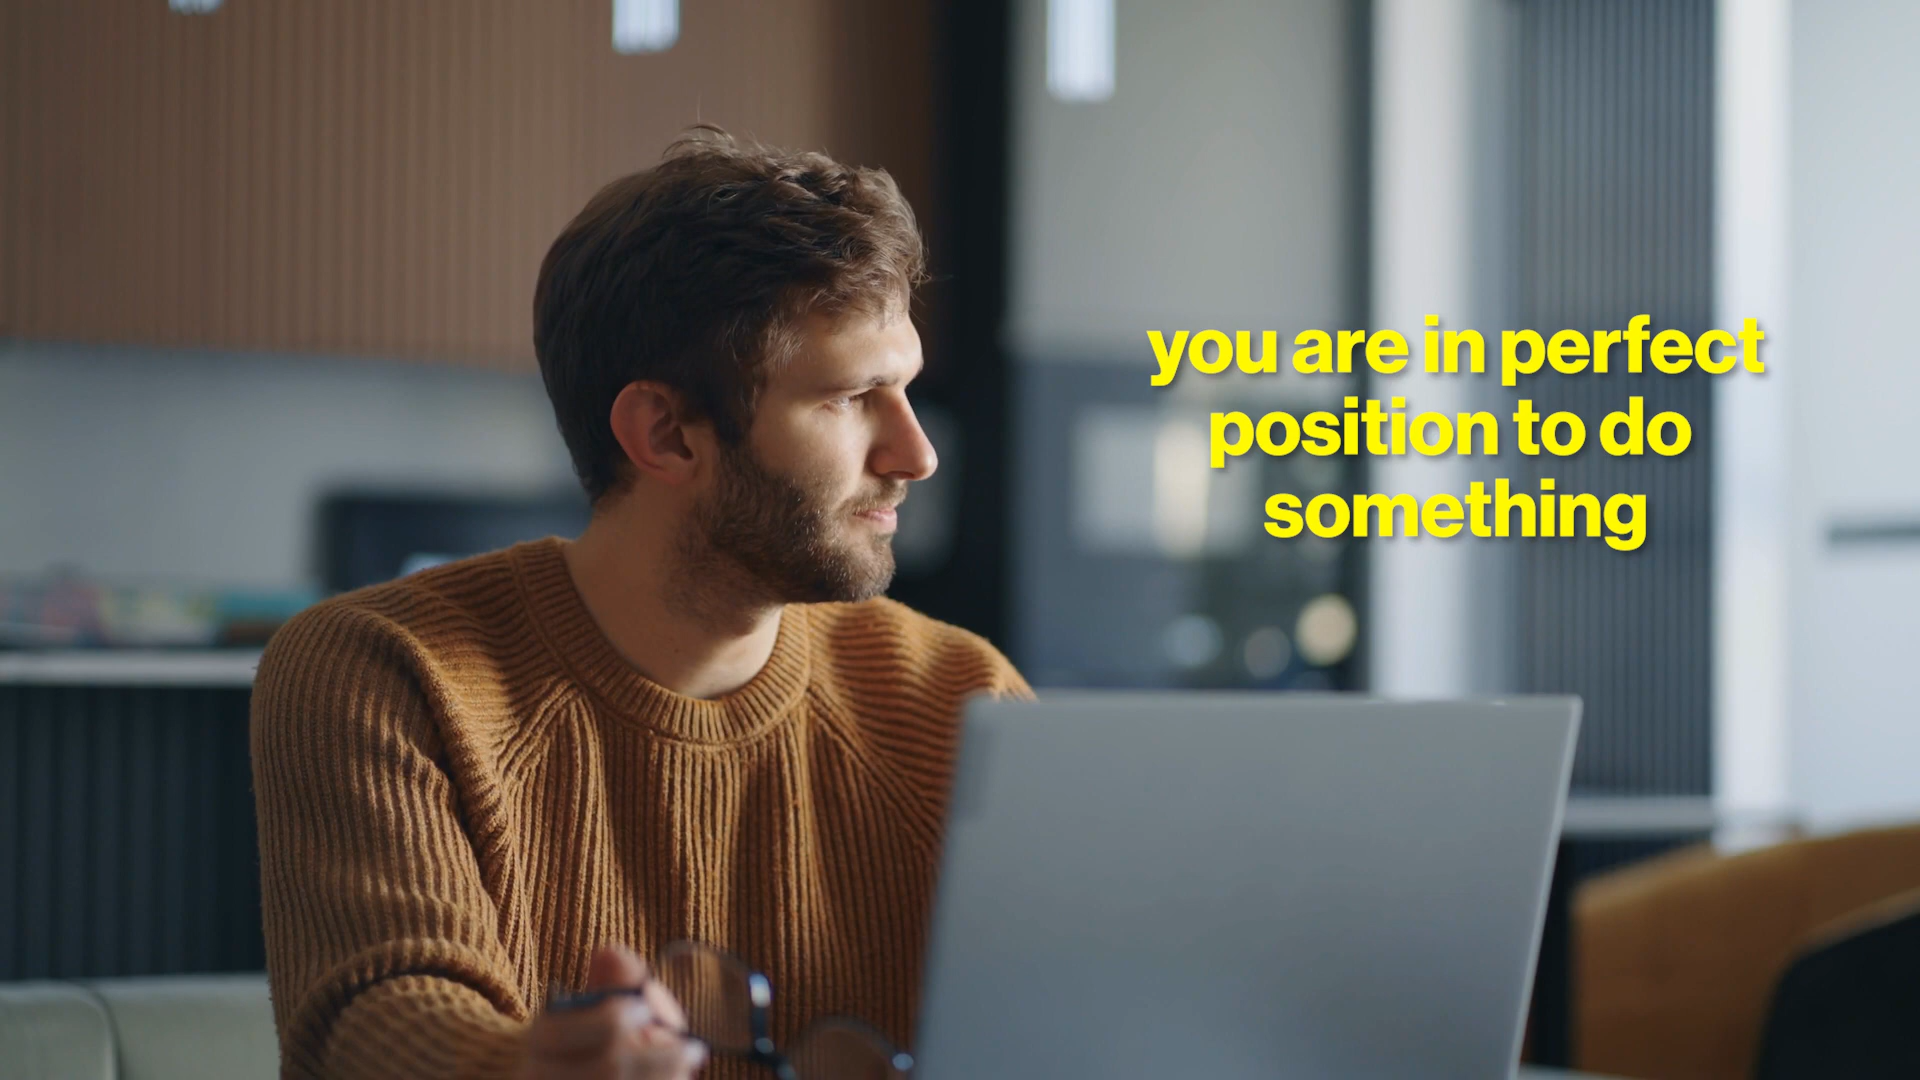 you are in perfect
position to do
something